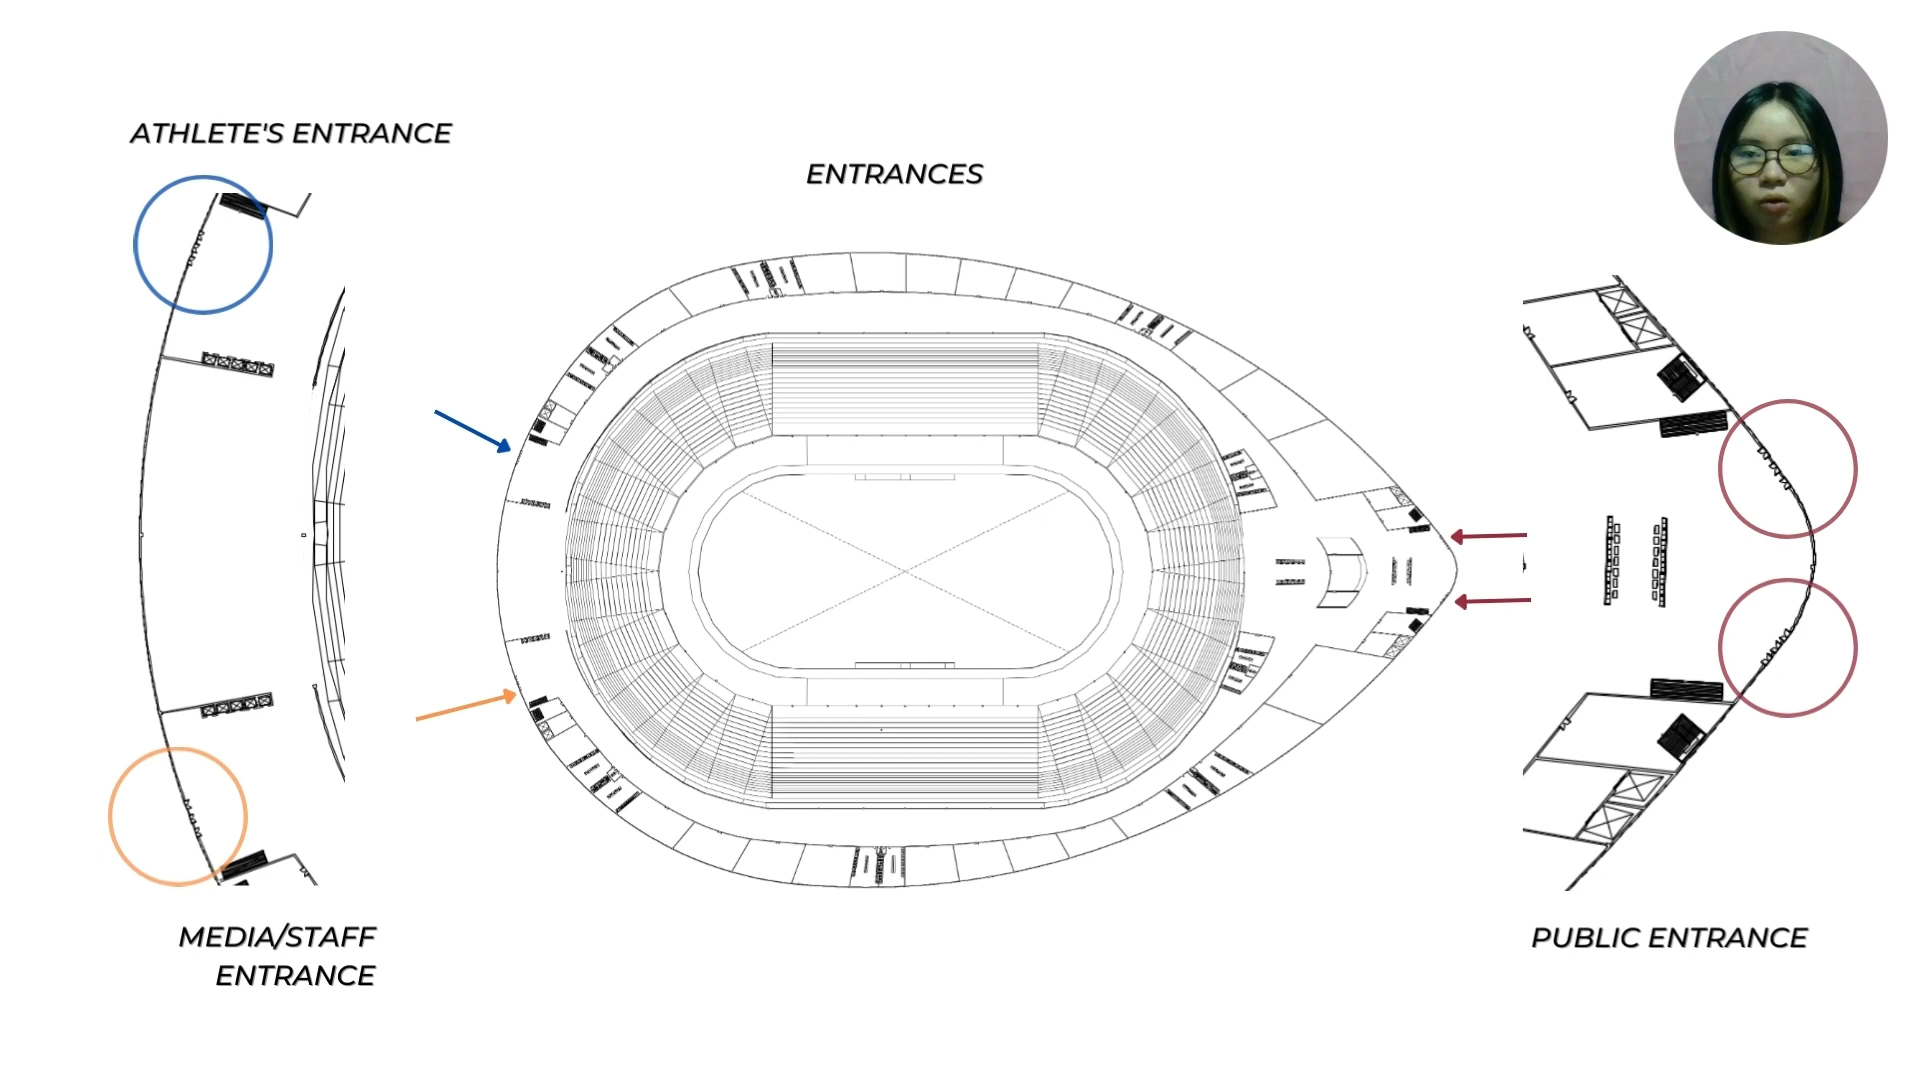 ATHLETE'S ENTRANCE
ENTRANCES
MEDIA/STAFF
ENTRANCE
PUBLIC ENTRANCE